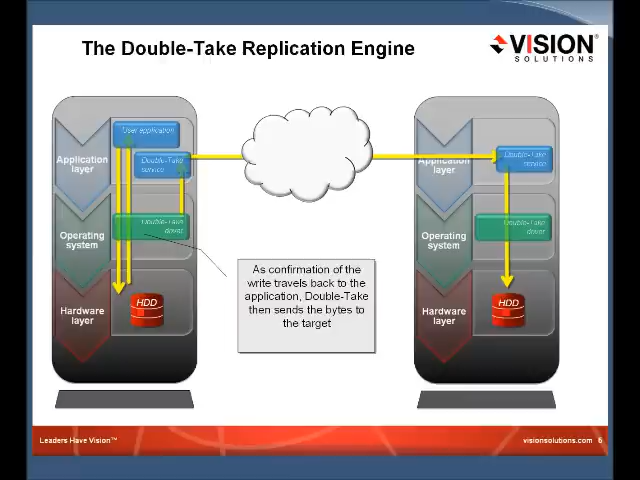 The Double-Take Replication Engine
VISION®
SOLUTIONS
User application
Double-Take
service
Application
layer
Double-Take
driver
Operating
system
HDD
Hardware
layer
As confirmation of the
write travels back to the
application, Double-Take
then sends the bytes to
the target
Double-Take
service
Application
layer
Double-Take
driver
Operating
system
HDD
Hardware
layer
Leaders Have Vision™
visionsolutions.com 6